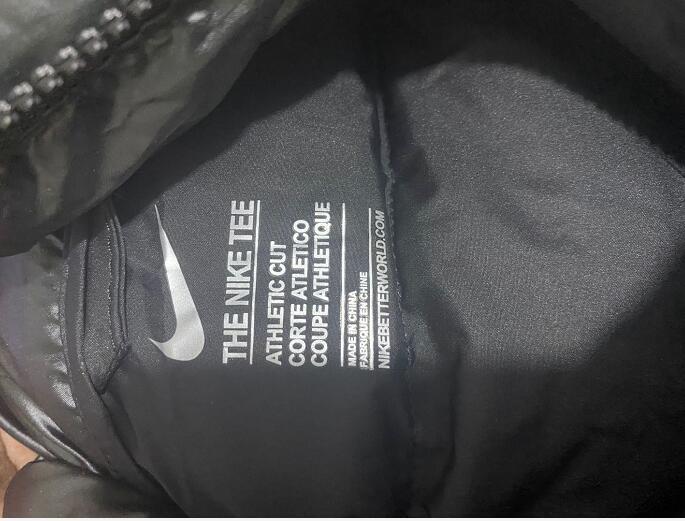 THE NIKE TEE
ATHLETIC CUT
CORTE ATLETICO
COUPE ATHLETIQUE
MADE IN CHINA
FABRIQUE EN CHINE
NIKEBETTERWORLD.COM